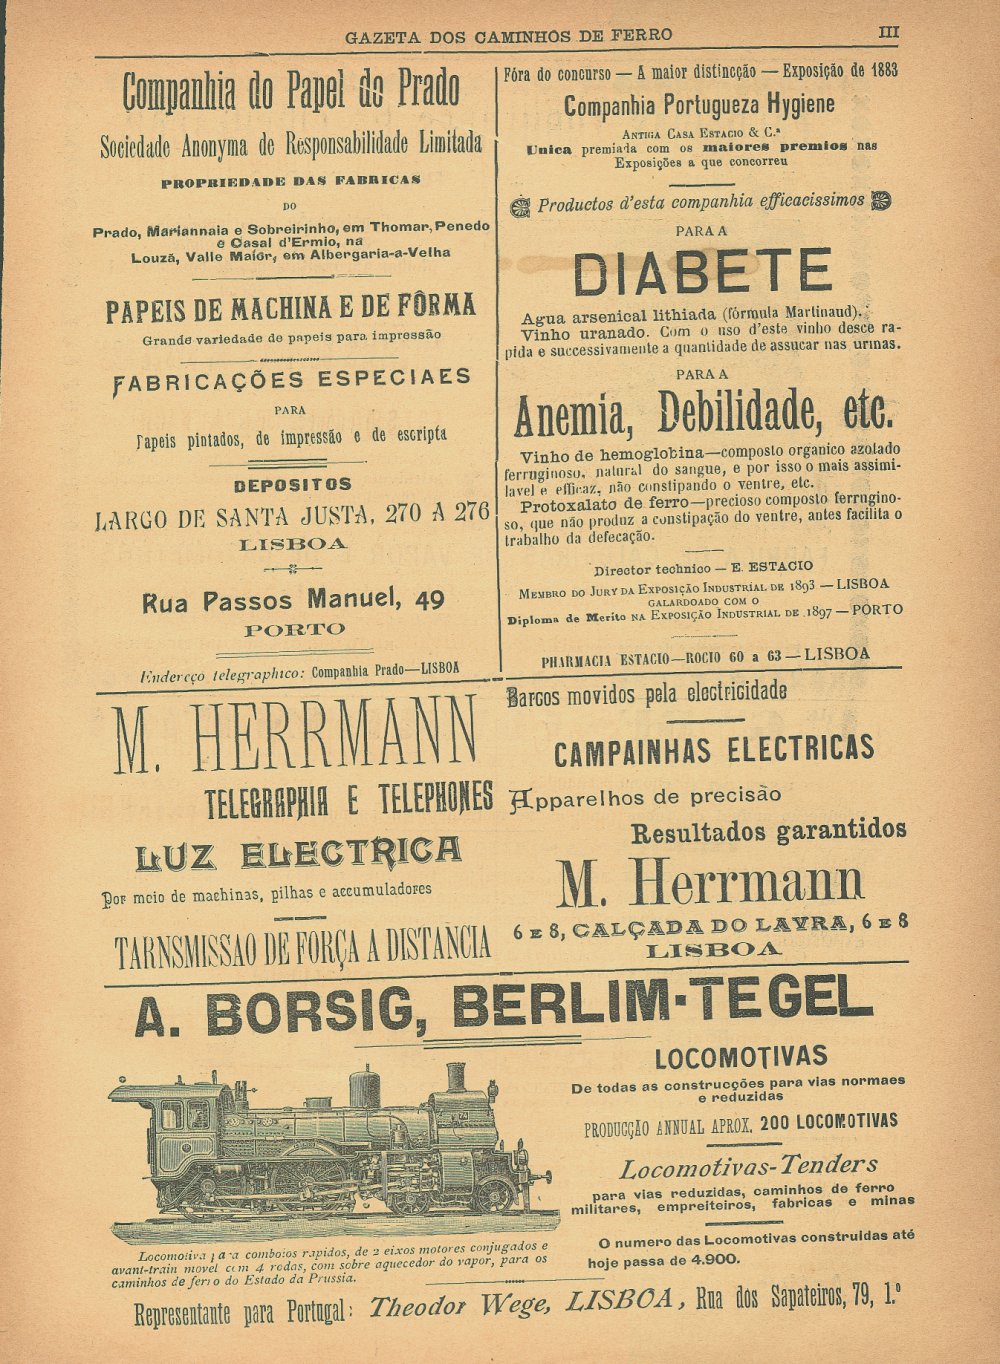 GAZETA DOS CAMINHOS DE FERRO
III
Companhia do Papel do Prado
Sociedade Anonyma de Responsabilidade Limitada
PROPRIEDADE DAS FABRICAS
DO
Prado, Mariannaia e Sobreirinho, em Thomar, Penedo
e Casal d'Ermio, na
Louzã, Valle Maior, em Albergaria-a-Velha
PAPEIS DE MACHINA E DE FÔRMA
Grande variedade de papeis para impressão
FABRICAÇÕES ESPECIAES
PARA
Papeis pintados, de impressão e de escripta
DEPOSITOS
LARGO DE SANTA JUSTA, 270 A 276
LISBOA
Rua Passos Manuel, 49
PORTO
Endereço telegraphico: Companhia Prado—LISBOA
Fóra do concurso — A maior distincção — Exposição de 1883
Companhia Portugueza Hygiene
ANTIGA CASA ESTACIO & C.ª
Unica premiada com os maiores premios nas
Exposições a que concorreu
Productos d'esta companhia efficacissimos
PARA A
DIABETE
Agua arsenical lithiada (fórmula Martinaud).
Vinho uranado. Com o uso d'este vinho desce ra-
pida e successivamente a quantidade de assucar nas urinas.
PARA A
Anemia, Debilidade, etc.
Vinho de hemoglobina—composto organico azotado
ferruginoso, natural do sangue, e por isso o mais assimi-
lavel e efficaz, não constipando o ventre, etc.
Protoxalato de ferro—precioso composto ferrugino-
so, que não produz a constipação do ventre, antes facilita o
trabalho da defecação.
Director technico — E. ESTACIO
MEMBRO DO JURY DA EXPOSIÇÃO INDUSTRIAL DE 1893 — LISBOA
GALARDOADO COM O
Diploma de Merito NA EXPOSIÇÃO INDUSTRIAL DE 1897 — PORTO
PHARMACIA ESTACIO—ROCIO 60 a 63—LISBOA
M. HERRMANN
TELEGRAPHIA E TELEPHONES
LUZ ELECTRICA
Por meio de machinas, pilhas e accumuladores
TARNSMISSAO DE FORÇA A DISTANCIA
Barcos movidos pela electricidade
CAMPAINHAS ELECTRICAS
Apparelhos de precisão
Resultados garantidos
M. Herrmann
6 E 8, CALÇADA DO LAVRA, 6 E 8
LISBOA
A. BORSIG, BERLIM-TEGEL
LOCOMOTIVAS
De todas as construcções para vias normaes
e reduzidas
PRODUCÇÃO ANNUAL APROX. 200 LOCOMOTIVAS
Locomotivas-Tenders
para vias reduzidas, caminhos de ferro
militares, empreiteiros, fabricas e minas
O numero das Locomotivas construidas até
hoje passa de 4.900.
Locomotiva para comboios rapidos, de 2 eixos motores conjugados e
avant-train movel com 4 rodas, com sobre aquecedor do vapor, para os
caminhos de ferro do Estado da Prussia.
Representante para Portugal: Theodor Wege, LISBOA, Rua dos Sapateiros, 79, 1.º